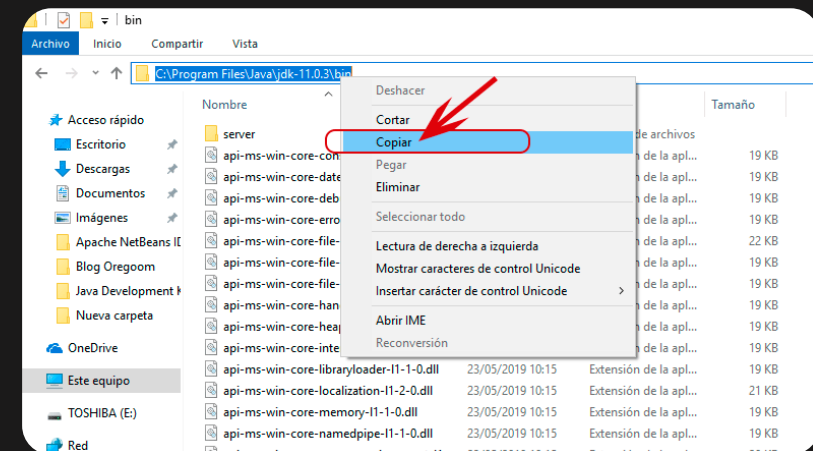 bin
Archivo Inicio Compartir Vista
C:\Program Files\Java\jdk-11.0.3\bin
Nombre Tamaño
Acceso rápido
Escritorio
Descargas
Documentos
Imágenes
Apache NetBeans
Blog Oregoom
Java Development
Nueva carpeta
OneDrive
Este equipo
TOSHIBA (E:)
Red
server de archivos
api-ms-win-core-con n de la apl... 19 KB
api-ms-win-core-date n de la apl... 19 KB
api-ms-win-core-deb n de la apl... 19 KB
api-ms-win-core-erro n de la apl... 19 KB
api-ms-win-core-file- n de la apl... 22 KB
api-ms-win-core-file- n de la apl... 19 KB
api-ms-win-core-file- n de la apl... 19 KB
api-ms-win-core-han n de la apl... 19 KB
api-ms-win-core-hea n de la apl... 19 KB
api-ms-win-core-inte n de la apl... 19 KB
api-ms-win-core-libraryloader-l1-1-0.dll 23/05/2019 10:15 Extensión de la apl... 19 KB
api-ms-win-core-localization-l1-2-0.dll 23/05/2019 10:15 Extensión de la apl... 21 KB
api-ms-win-core-memory-l1-1-0.dll 23/05/2019 10:15 Extensión de la apl... 19 KB
api-ms-win-core-namedpipe-l1-1-0.dll 23/05/2019 10:15 Extensión de la apl... 19 KB
Deshacer
Cortar
Copiar
Pegar
Eliminar
Seleccionar todo
Lectura de derecha a izquierda
Mostrar caracteres de control Unicode
Insertar carácter de control Unicode
Abrir IME
Reconversión